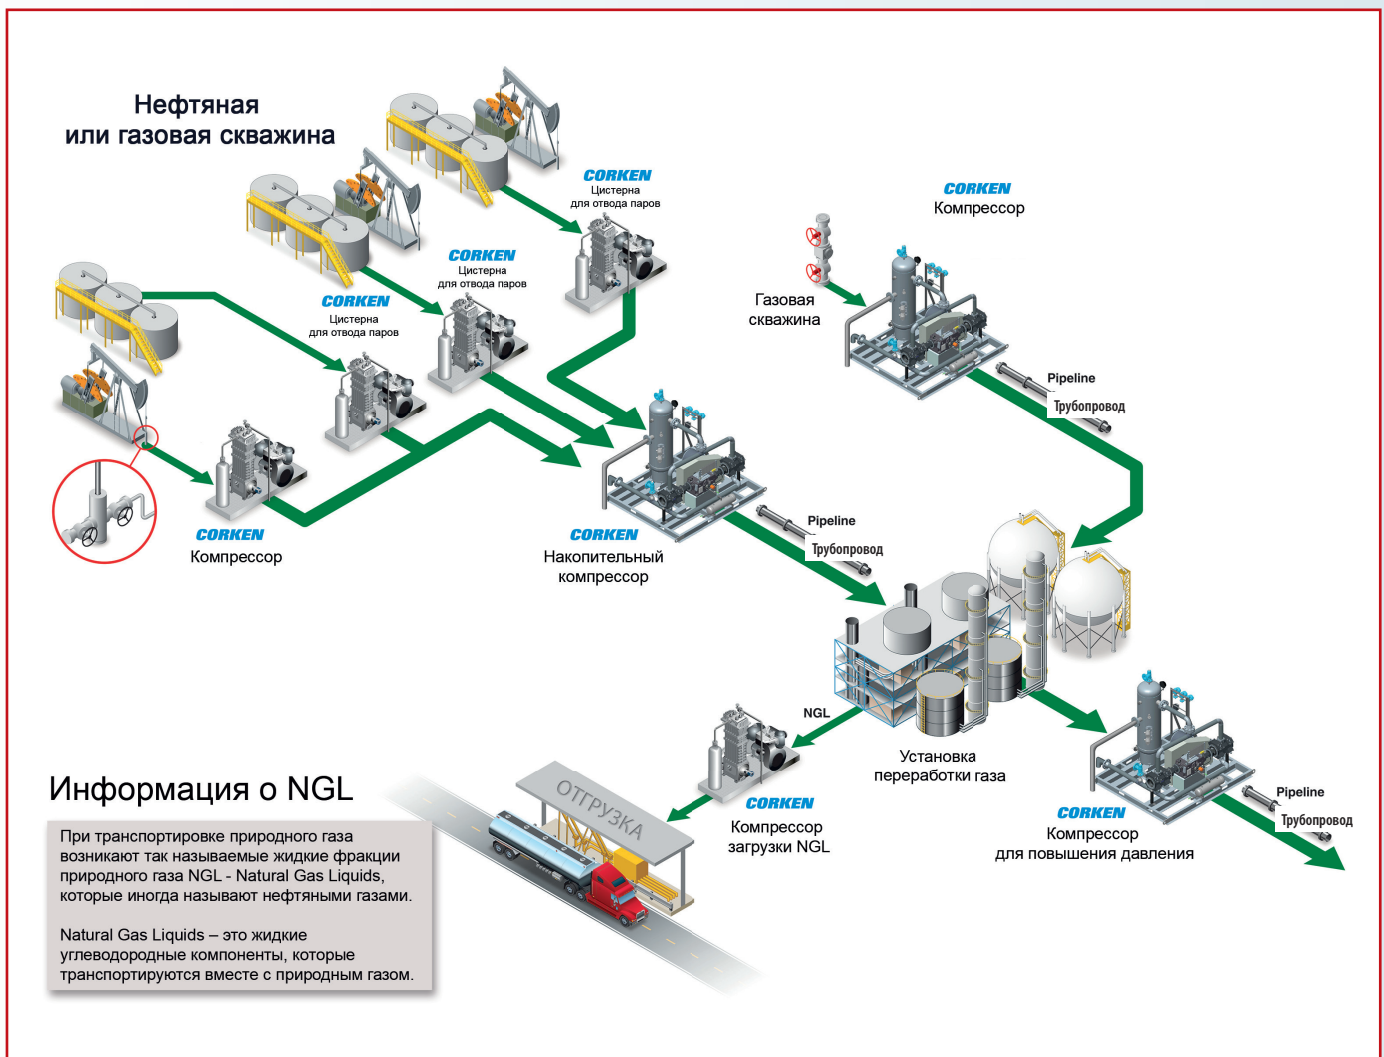 Нефтяная
или газовая скважина
CORKEN
Цистерна
для отвода паров
CORKEN
Цистерна
для отвода паров
CORKEN
Цистерна
для отвода паров
CORKEN
Компрессор
Газовая
скважина
Pipeline
Трубопровод
CORKEN
Компрессор
CORKEN
Накопительный
компрессор
Pipeline
Трубопровод
NGL
Установка
переработки газа
CORKEN
Компрессор
загрузки NGL
ОТГРУЗКА
CORKEN
Компрессор
для повышения давления
Pipeline
Трубопровод
Информация о NGL
При транспортировке природного газа
возникают так называемые жидкие фракции
природного газа NGL - Natural Gas Liquids,
которые иногда называют нефтяными газами.
Natural Gas Liquids – это жидкие
углеводородные компоненты, которые
транспортируются вместе с природным газом.